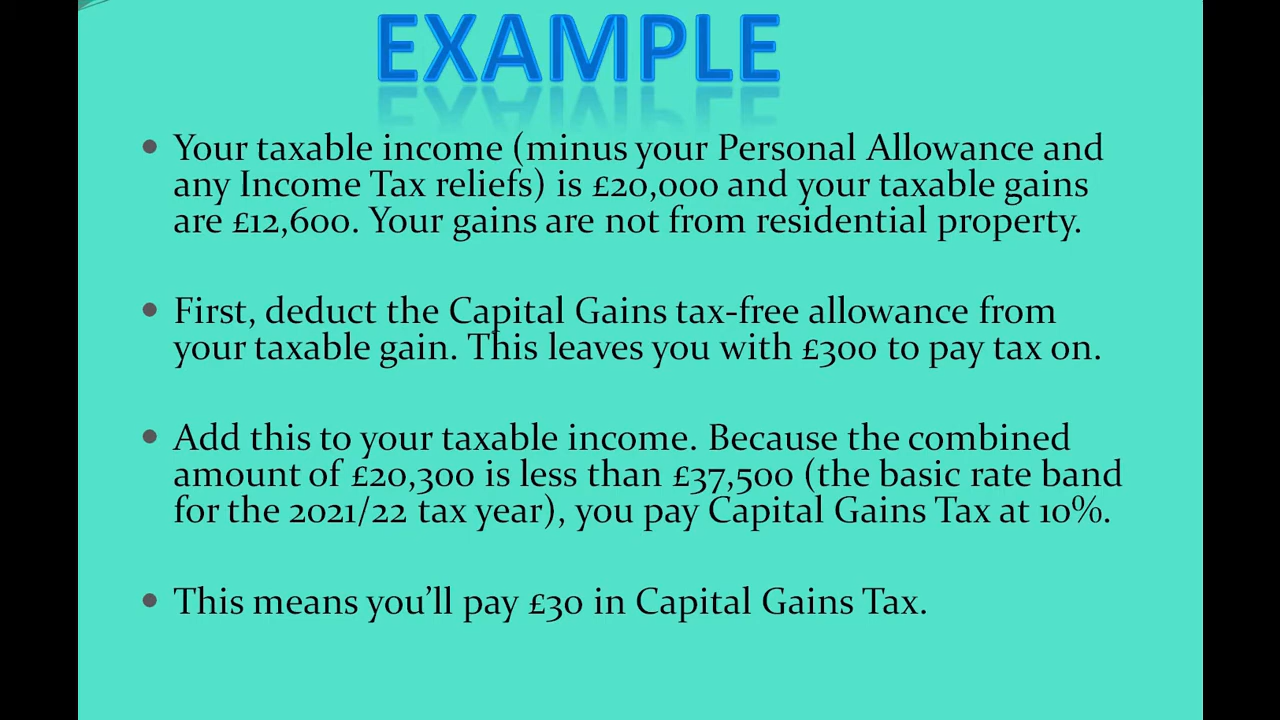 EXAMPLE
• Your taxable income (minus your Personal Allowance and
any Income Tax reliefs) is £20,000 and your taxable gains
are £12,600. Your gains are not from residential property.
• First, deduct the Capital Gains tax-free allowance from
your taxable gain. This leaves you with £300 to pay tax on.
• Add this to your taxable income. Because the combined
amount of £20,300 is less than £37,500 (the basic rate band
for the 2021/22 tax year), you pay Capital Gains Tax at 10%.
• This means you’ll pay £30 in Capital Gains Tax.